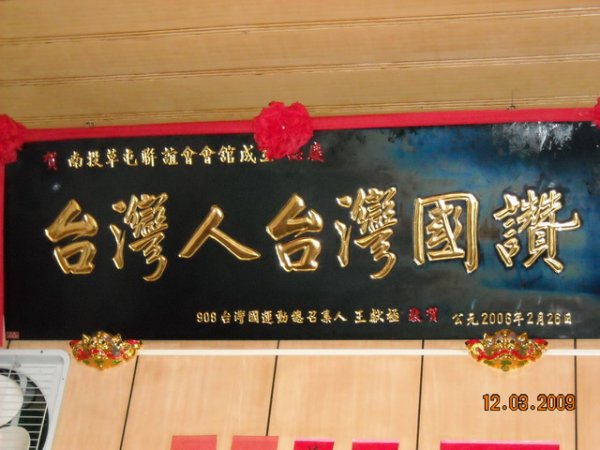 賀 南投草屯聯誼會會舘成立 誌慶
台灣人台灣國讚
908台灣國運動總召集人 王獻極 敬賀 公元2006年2月26日
12.03.2009